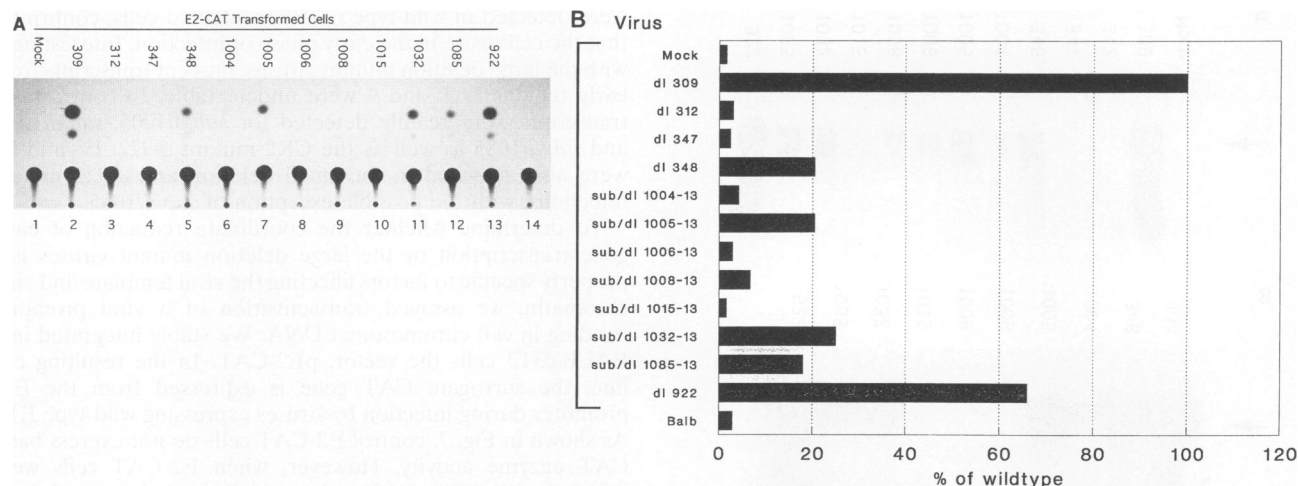 A
E2-CAT Transformed Cells
Mock 309 312 347 348 1004 1005 1006 1008 1015 1032 1085 922
1 2 3 4 5 6 7 8 9 10 11 12 13 14
B
Virus
Mock
dl 309
dl 312
dl 347
dl 348
sub/dl 1004-13
sub/dl 1005-13
sub/dl 1006-13
sub/dl 1008-13
sub/dl 1015-13
sub/dl 1032-13
sub/dl 1085-13
dl 922
Balb
0 20 40 60 80 100 120
% of wildtype